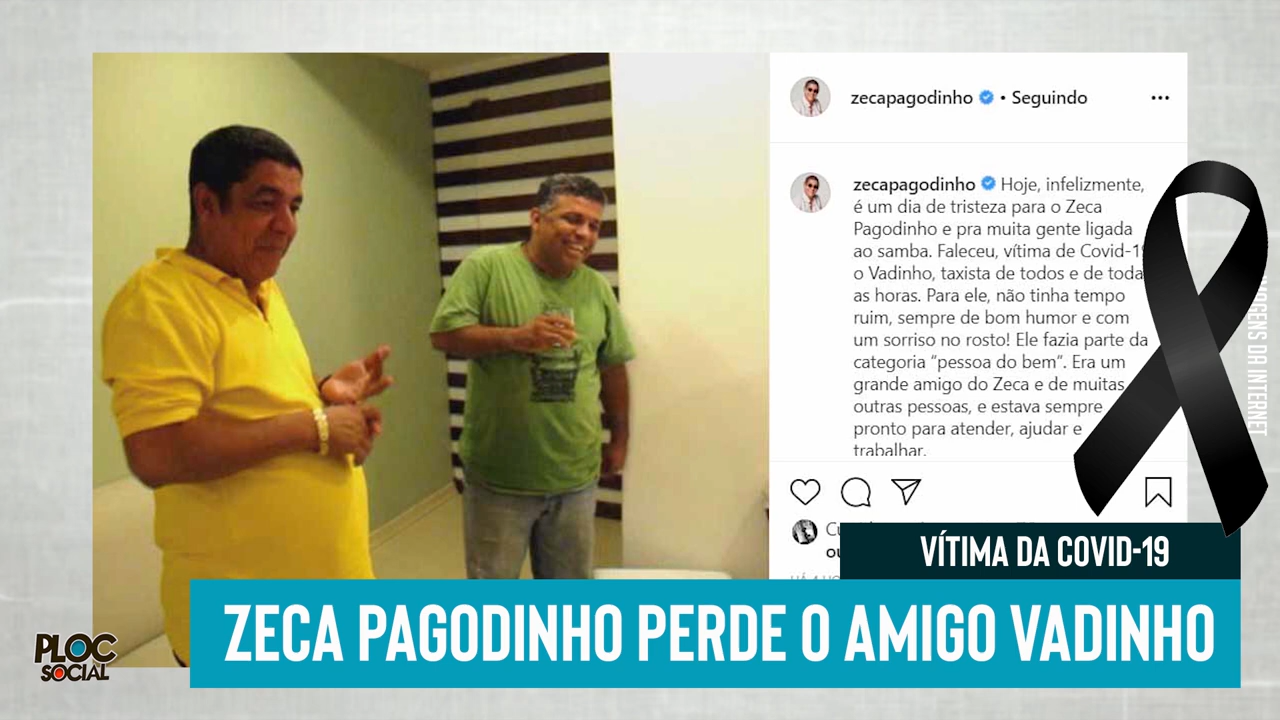 zecapagodinho • Seguindo
zecapagodinho Hoje, infelizmente,
é um dia de tristeza para o Zeca
Pagodinho e pra muita gente ligada
ao samba. Faleceu, vítima de Covid-19
o Vadinho, taxista de todos e de toda
as horas. Para ele, não tinha tempo
ruim, sempre de bom humor e com
um sorriso no rosto! Ele fazia parte da
categoria "pessoa do bem". Era um
grande amigo do Zeca e de muitas
outras pessoas, e estava sempre
pronto para atender, ajudar e
trabalhar.
IMAGENS DA INTERNET
VÍTIMA DA COVID-19
ZECA PAGODINHO PERDE O AMIGO VADINHO
PLOC
SOCIAL